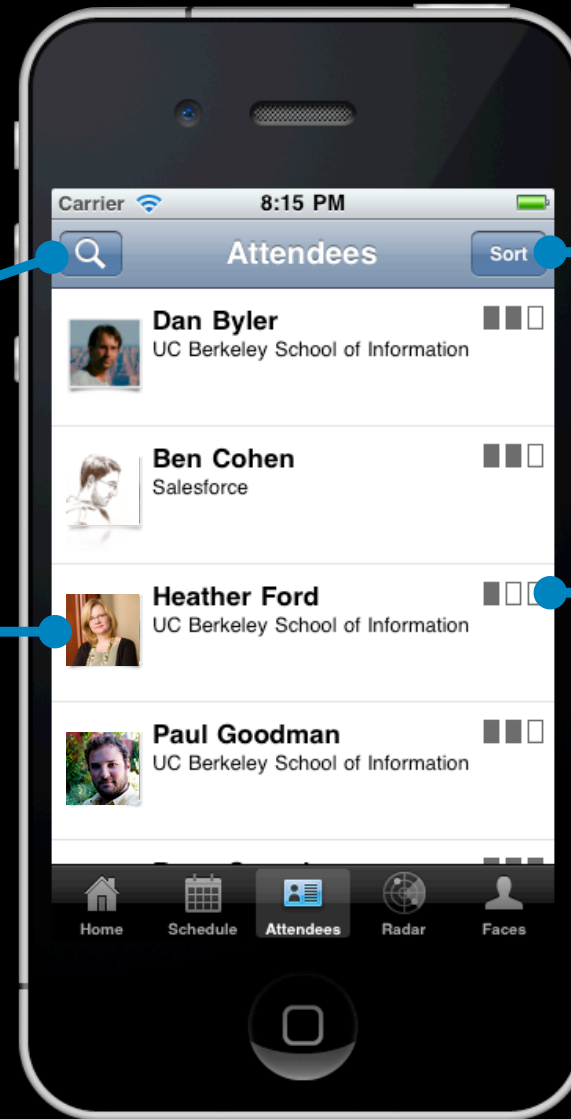 Carrier 8:15 PM
Attendees Sort
Dan Byler
UC Berkeley School of Information
Ben Cohen
Salesforce
Heather Ford
UC Berkeley School of Information
Paul Goodman
UC Berkeley School of Information
Home Schedule Attendees Radar Faces